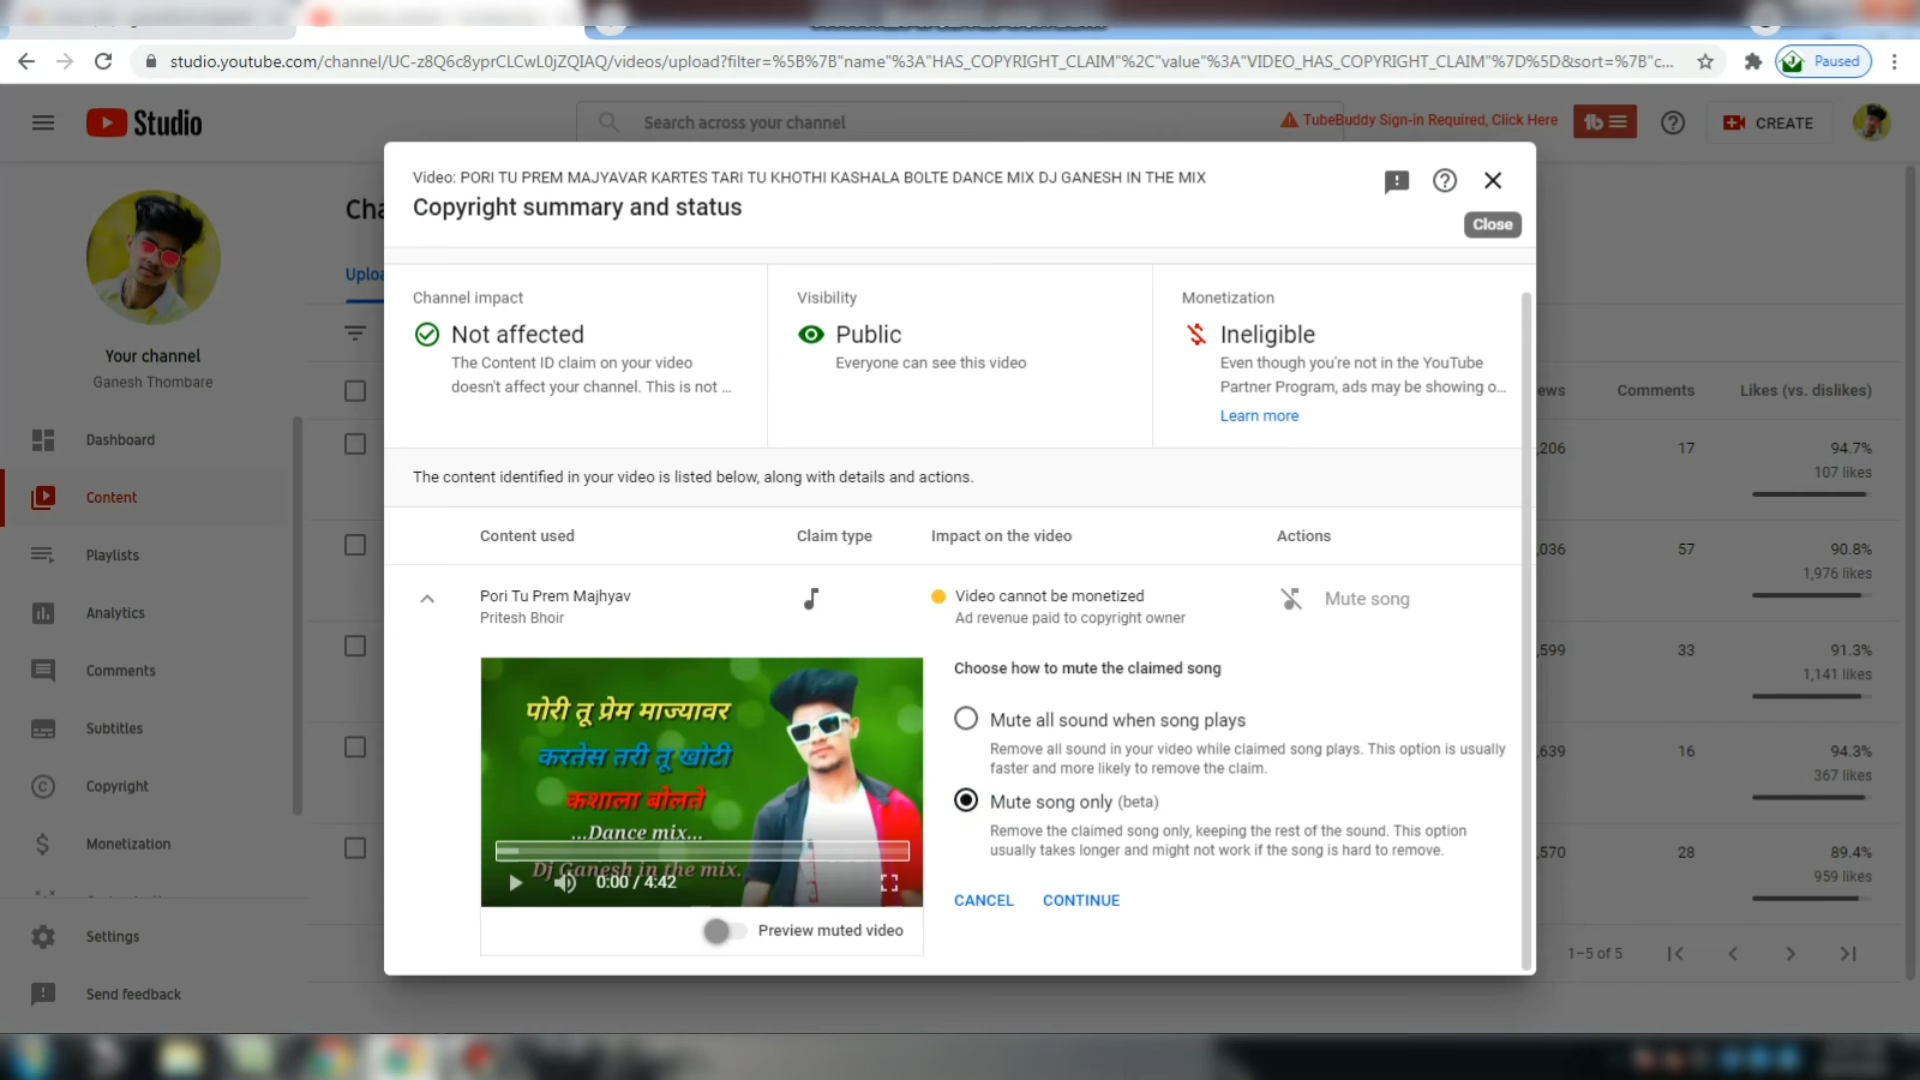 studio.youtube.com/channel/UC-z8Q6c8yprCLCwL0jZQIAQ/videos/upload?filter=%5B%7B"name"%3A"HAS_COPYRIGHT_CLAIM"%2C"value"%3A"VIDEO_HAS_COPYRIGHT_CLAIM"%7D%5D&sort=%7B"c...
Paused
Studio
Search across your channel
TubeBuddy Sign-in Required, Click Here
CREATE
Video: PORI TU PREM MAJYAVAR KARTES TARI TU KHOTHI KASHALA BOLTE DANCE MIX DJ GANESH IN THE MIX
Copyright summary and status
Close
Your channel
Ganesh Thombare
Dashboard
Content
Playlists
Analytics
Comments
Subtitles
Copyright
Monetization
Settings
Send feedback
Cha
Uploa
Channel impact
Not affected
The Content ID claim on your video
doesn't affect your channel. This is not ...
Visibility
Public
Everyone can see this video
Monetization
Ineligible
Even though you're not in the YouTube
Partner Program, ads may be showing o...
Learn more
The content identified in your video is listed below, along with details and actions.
Content used Claim type Impact on the video Actions
Pori Tu Prem Majhyav
Pritesh Bhoir
Video cannot be monetized
Ad revenue paid to copyright owner
Mute song
पोरी तू प्रेम माज्यावर
करतेस तरी तू खोटी
कशाला बोलते
...Dance mix...
Dj Ganesh in the mix.
0:00 / 4:42
Preview muted video
Choose how to mute the claimed song
Mute all sound when song plays
Remove all sound in your video while claimed song plays. This option is usually
faster and more likely to remove the claim.
Mute song only (beta)
Remove the claimed song only, keeping the rest of the sound. This option
usually takes longer and might not work if the song is hard to remove.
CANCEL CONTINUE
ews Comments Likes (vs. dislikes)
,206 17 94.7%
107 likes
,036 57 90.8%
1,976 likes
,599 33 91.3%
1,141 likes
,639 16 94.3%
367 likes
,570 28 89.4%
959 likes
1–5 of 5